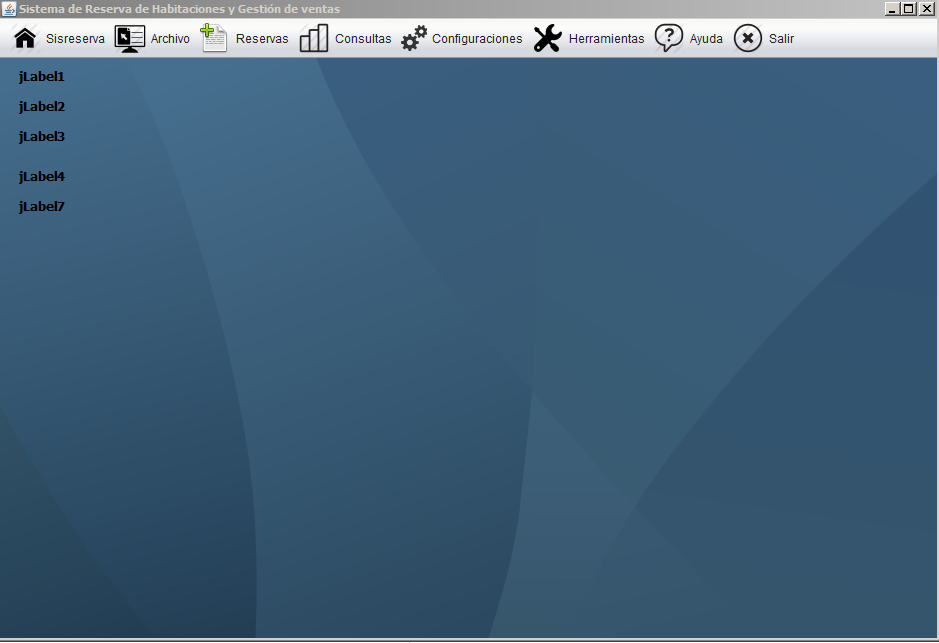 Sistema de Reserva de Habitaciones y Gestión de ventas
Sisreserva Archivo Reservas Consultas Configuraciones Herramientas Ayuda Salir
jLabel1
jLabel2
jLabel3
jLabel4
jLabel7